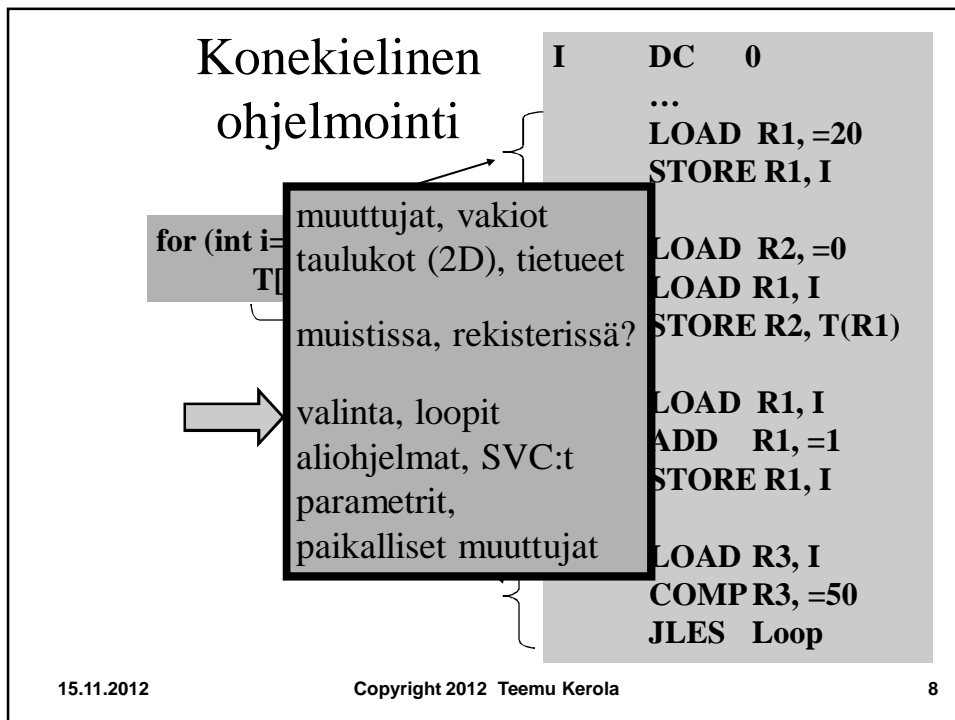 Konekielinen
ohjelmointi
I DC 0
…
LOAD R1, =20
STORE R1, I
for (int i=
T[
muuttujat, vakiot
taulukot (2D), tietueet
muistissa, rekisterissä?
valinta, loopit
aliohjelmat, SVC:t
parametrit,
paikalliset muuttujat
LOAD R2, =0
LOAD R1, I
STORE R2, T(R1)
LOAD R1, I
ADD R1, =1
STORE R1, I
LOAD R3, I
COMP R3, =50
JLES Loop
15.11.2012 Copyright 2012 Teemu Kerola 8